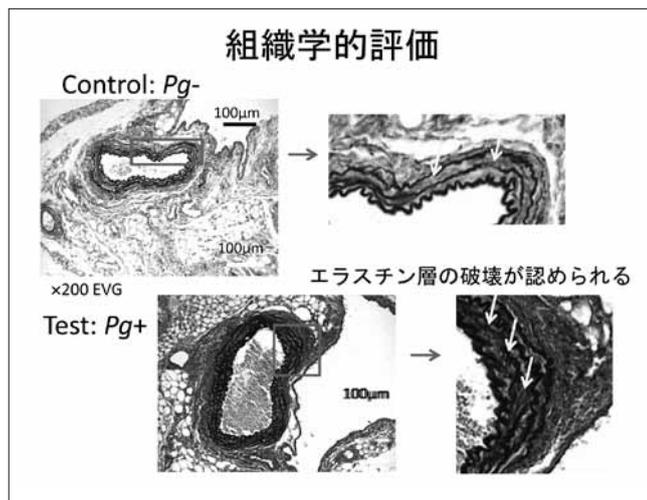 組織学的評価
Control: Pg-
100μm
100μm
×200 EVG
エラスチン層の破壊が認められる
Test: Pg+
100μm